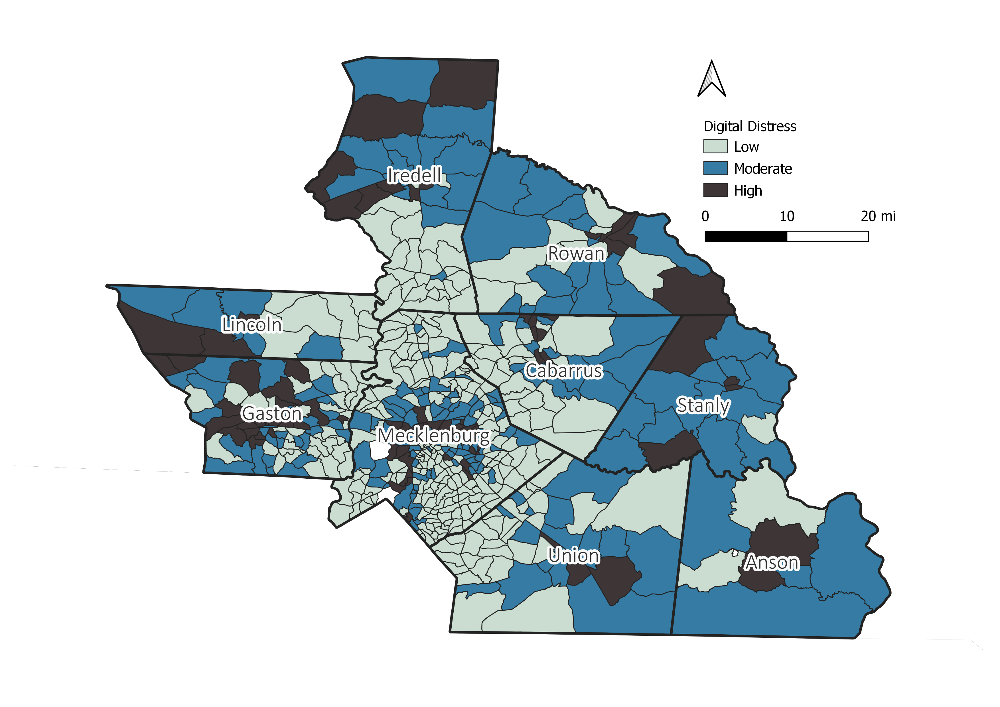 Digital Distress
Low
Moderate
High
0 10 20 mi
Iredell
Rowan
Lincoln
Cabarrus
Stanly
Gaston
Mecklenburg
Union
Anson